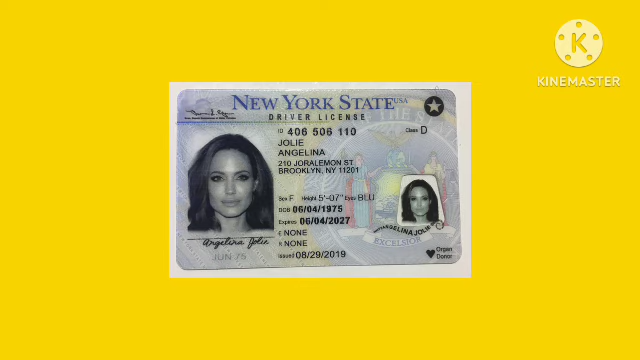 KINEMASTER
NEW YORK STATE USA
DRIVER LICENSE
ID 406 506 110 Class D
JOLIE
ANGELINA
210 JORALEMON ST
BROOKLYN, NY 11201
Sex F Height 5'-07" Eyes BLU
DOB 06/04/1975
Expires 06/04/2027
E NONE
R NONE
Issued 08/29/2019
Angelina Jolie
JUN 75
ANGELINA JOLIE
EXCELSIOR
Organ
Donor